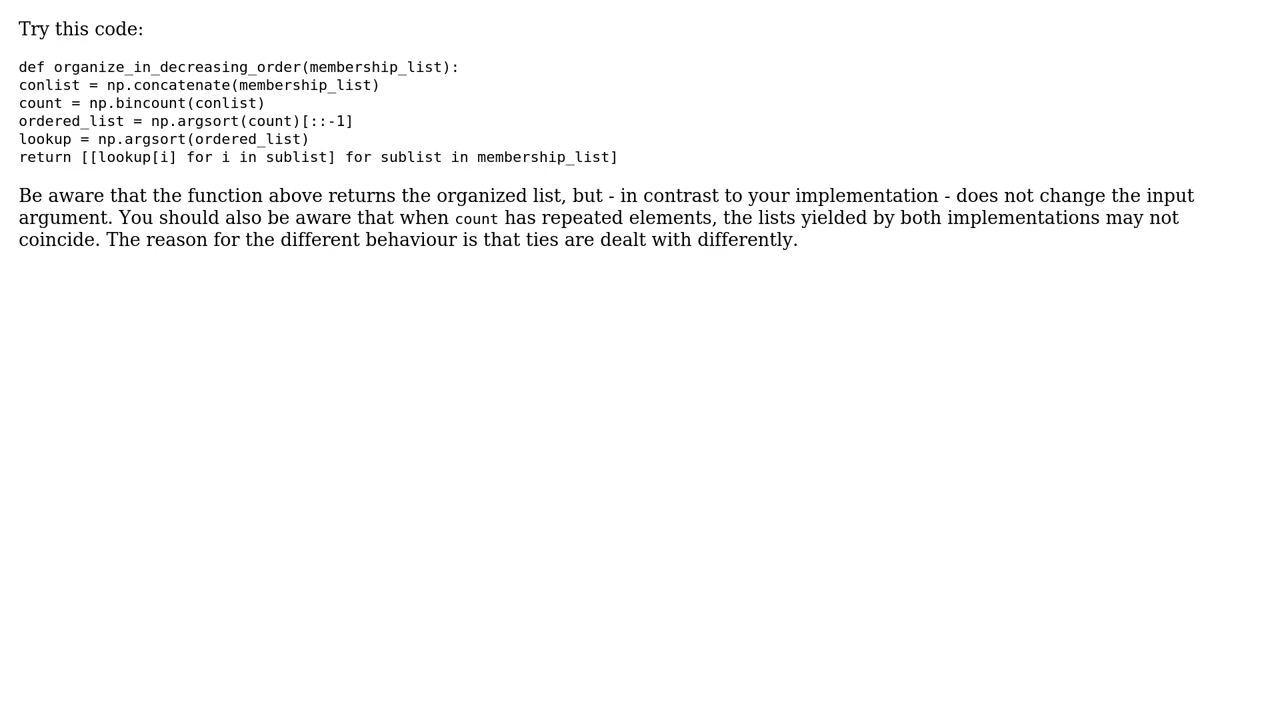 Try this code:
def organize_in_decreasing_order(membership_list):
conlist = np.concatenate(membership_list)
count = np.bincount(conlist)
ordered_list = np.argsort(count)[::-1]
lookup = np.argsort(ordered_list)
return [[lookup[i] for i in sublist] for sublist in membership_list]
Be aware that the function above returns the organized list, but - in contrast to your implementation - does not change the input
argument. You should also be aware that when count has repeated elements, the lists yielded by both implementations may not
coincide. The reason for the different behaviour is that ties are dealt with differently.